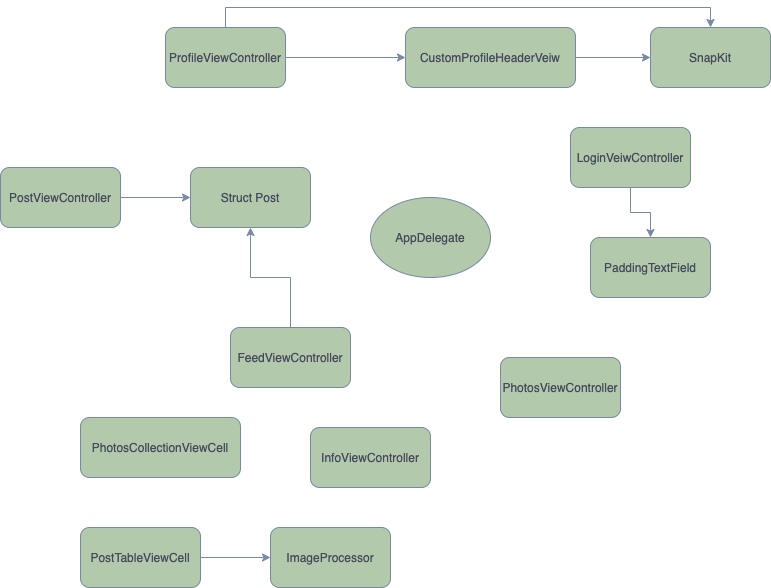 ProfileViewController
CustomProfileHeaderVeiw
SnapKit
LoginVeiwController
PostViewController
Struct Post
AppDelegate
PaddingTextField
FeedViewController
PhotosViewController
PhotosCollectionViewCell
InfoViewController
PostTableViewCell
ImageProcessor